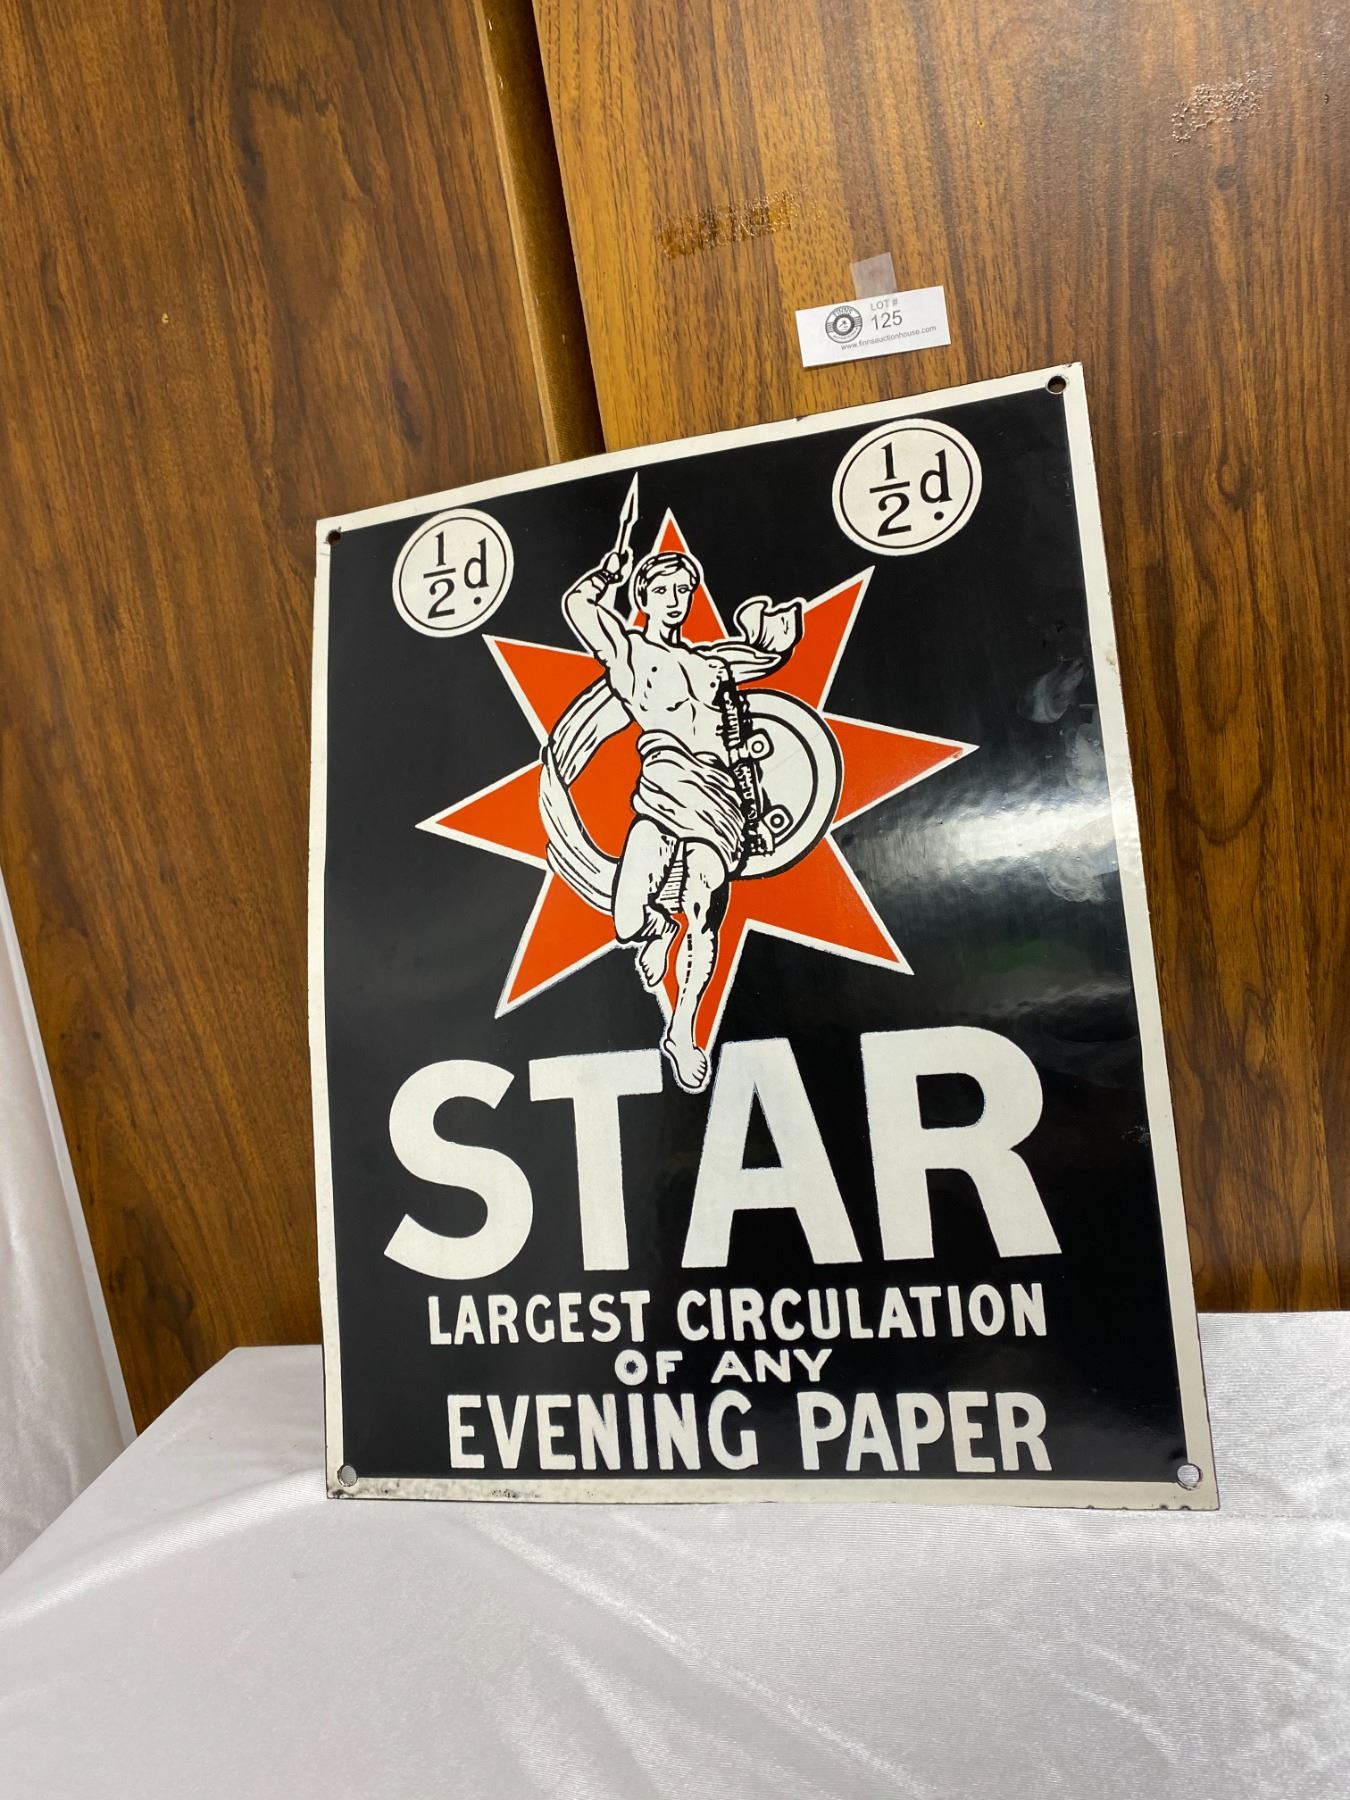 LOT #
125
www.finnsauctionhouse.com
½d.
½d.
STAR
LARGEST CIRCULATION
OF ANY
EVENING PAPER